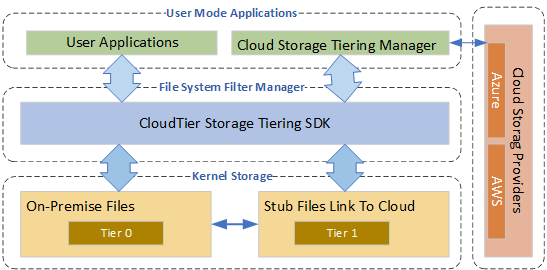 User Mode Applications
User Applications
Cloud Storage Tiering Manager
File System Filter Manager
CloudTier Storage Tiering SDK
Kernel Storage
On-Premise Files
Tier 0
Stub Files Link To Cloud
Tier 1
Azure
AWS
Cloud Storag Providers